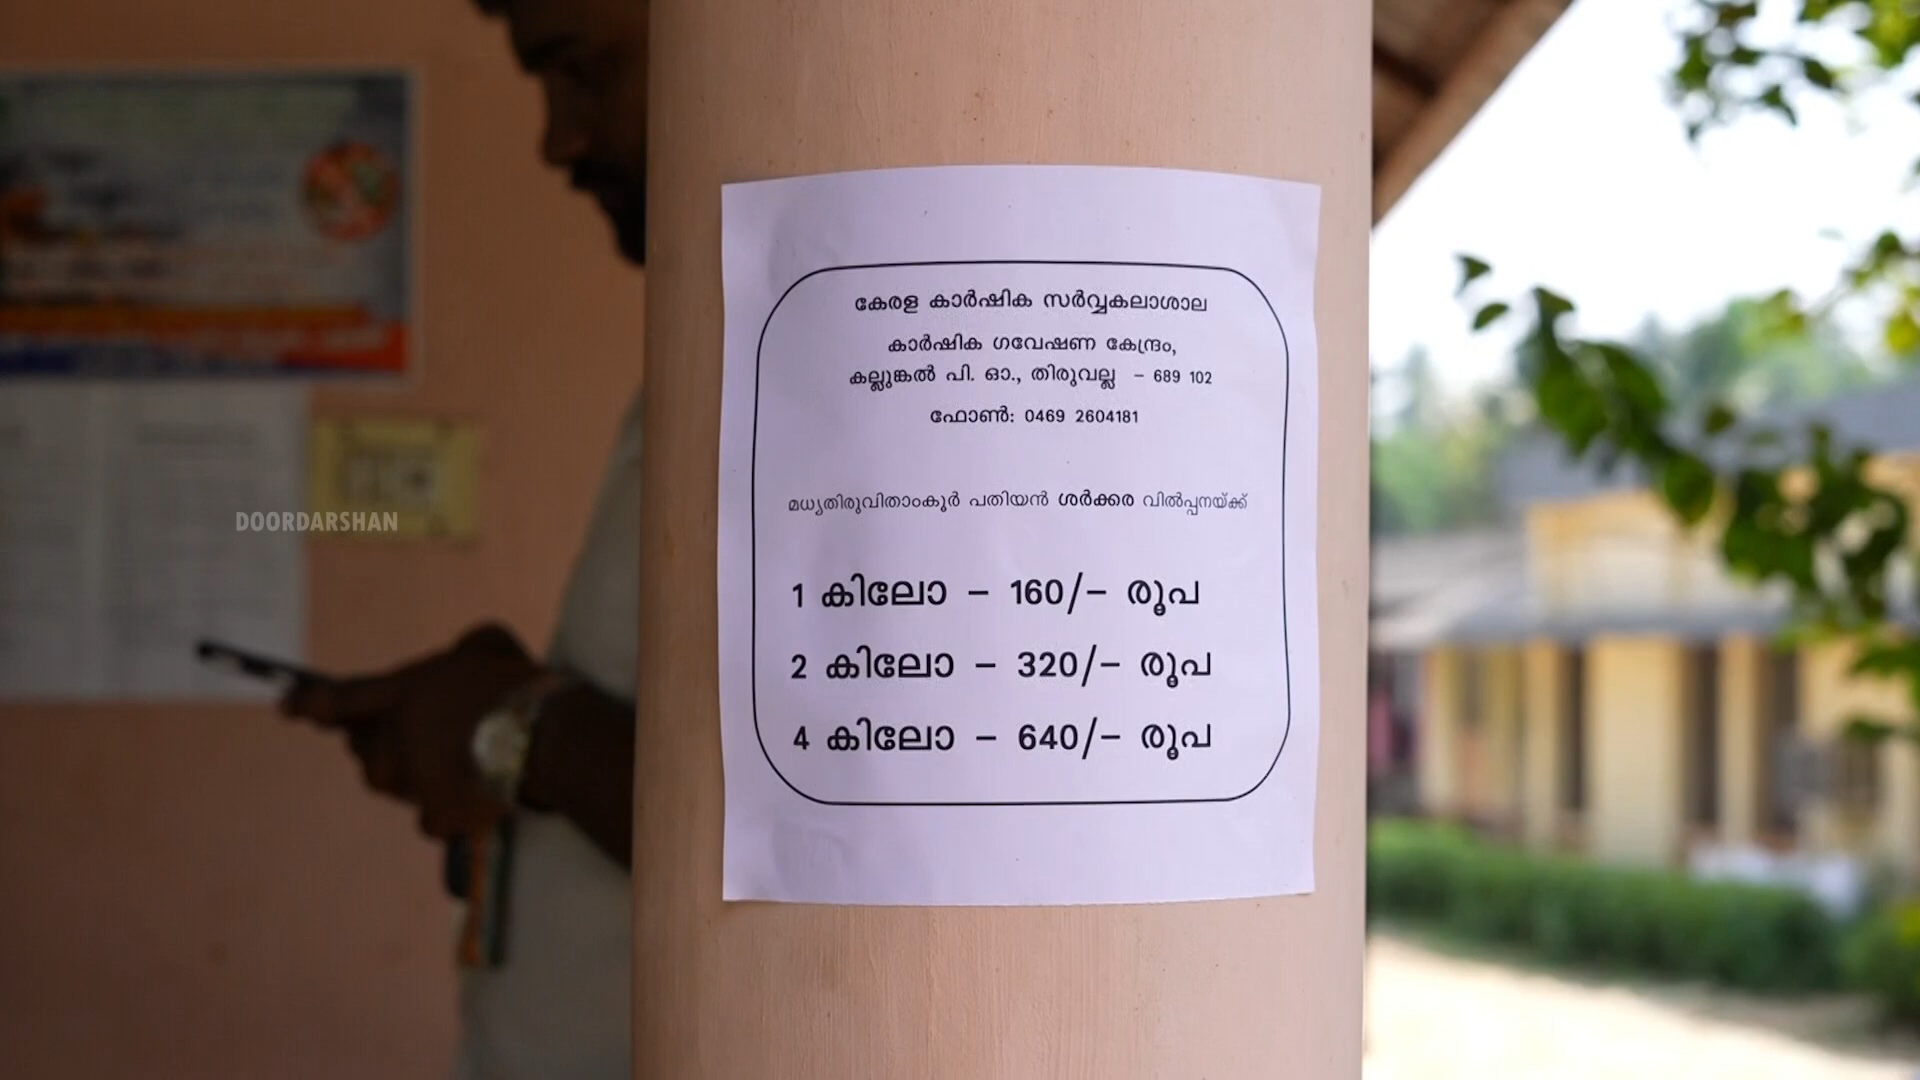 കേരള കാർഷിക സർവ്വകലാശാല
കാർഷിക ഗവേഷണ കേന്ദ്രം,
കല്ലുങ്കൽ പി. ഓ., തിരുവല്ല – 689 102
ഫോൺ: 0469 2604181
മധ്യതിരുവിതാംകൂർ പതിയൻ ശർക്കര വിൽപ്പനയ്ക്ക്
1 കിലോ – 160/– രൂപ
2 കിലോ – 320/– രൂപ
4 കിലോ – 640/– രൂപ
DOORDARSHAN